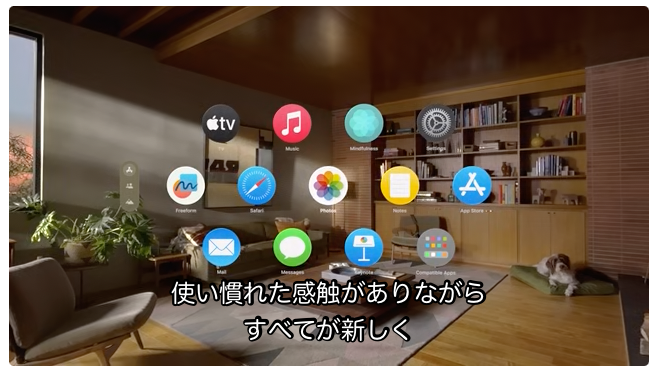 tv
Music
Mindfulness
Settings
Freeform
Safari
Photos
Notes
App Store
Mail
Messages
Keynote
Compatible Apps
使い慣れた感触がありながら
すべてが新しく